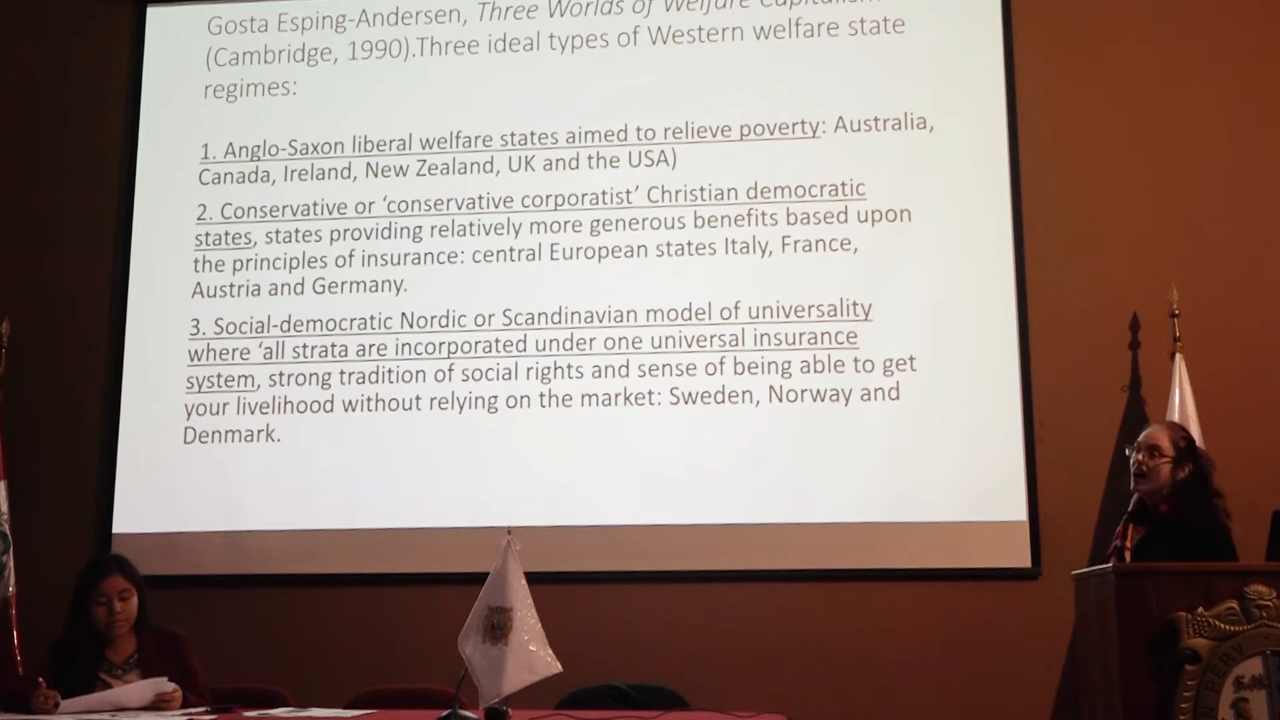 Gosta Esping-Andersen, Three Worlds of Welfare Capitalism
(Cambridge, 1990).Three ideal types of Western welfare state
regimes:
1. Anglo-Saxon liberal welfare states aimed to relieve poverty: Australia,
Canada, Ireland, New Zealand, UK and the USA)
2. Conservative or ‘conservative corporatist’ Christian democratic
states, states providing relatively more generous benefits based upon
the principles of insurance: central European states Italy, France,
Austria and Germany.
3. Social-democratic Nordic or Scandinavian model of universality
where ‘all strata are incorporated under one universal insurance
system, strong tradition of social rights and sense of being able to get
your livelihood without relying on the market: Sweden, Norway and
Denmark.
PERV